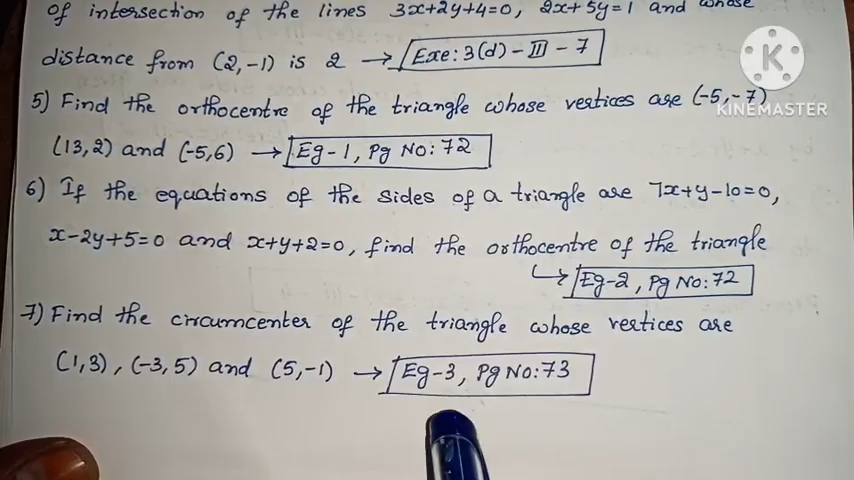 of intersection of the lines 3x+2y+4=0, 2x+5y=1 and whose
distance from (2,-1) is 2 → Exe: 3(d) - III - 7
K
KINEMASTER
5) Find the orthocentre of the triangle whose vertices are (-5,-7)
(13,2) and (-5,6) → Eg-1, Pg No: 72
6) If the equations of the sides of a triangle are 7x+y-10=0,
x-2y+5=0 and x+y+2=0, find the orthocentre of the triangle
↳ Eg-2, Pg No: 72
7) Find the circumcenter of the triangle whose vertices are
(1,3), (-3,5) and (5,-1) → Eg-3, Pg No: 73